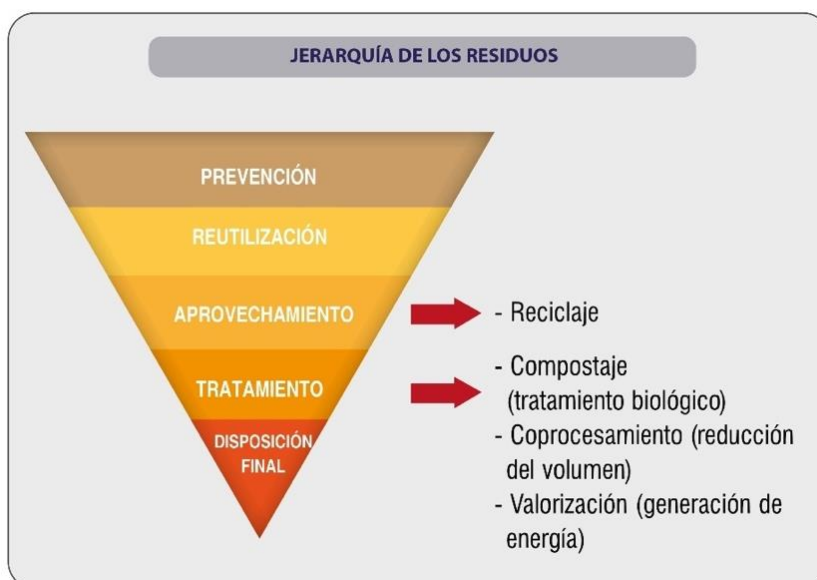 JERARQUÍA DE LOS RESIDUOS
PREVENCIÓN
REUTILIZACIÓN
APROVECHAMIENTO
- Reciclaje
TRATAMIENTO
- Compostaje
(tratamiento biológico)
- Coprocesamiento (reducción
del volumen)
- Valorización (generación de
energía)
DISPOSICIÓN
FINAL